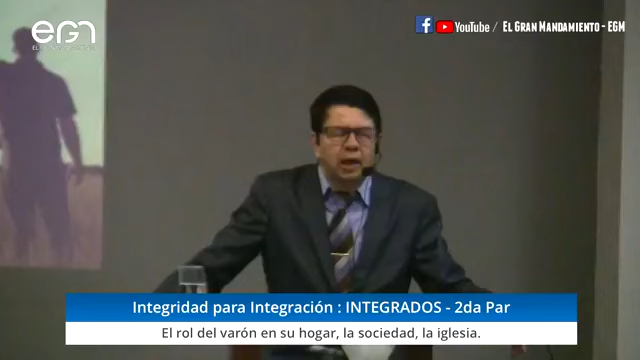 EGM
YouTube / El Gran Mandamiento - EGM
Integridad para Integración : INTEGRADOS - 2da Par
El rol del varón en su hogar, la sociedad, la iglesia.